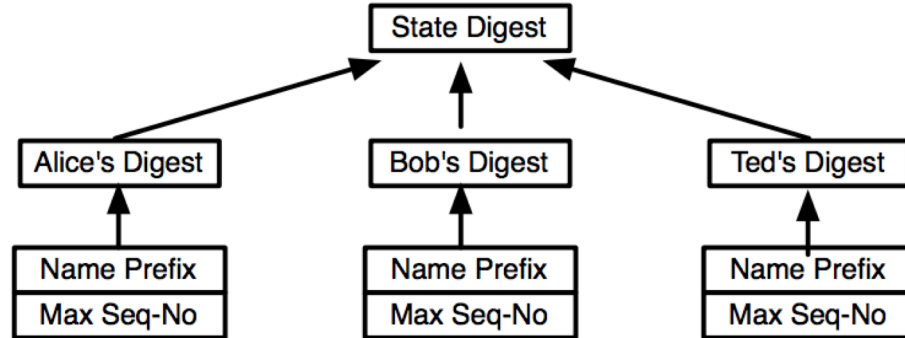 State Digest
Alice's Digest
Bob's Digest
Ted's Digest
Name Prefix
Max Seq-No
Name Prefix
Max Seq-No
Name Prefix
Max Seq-No